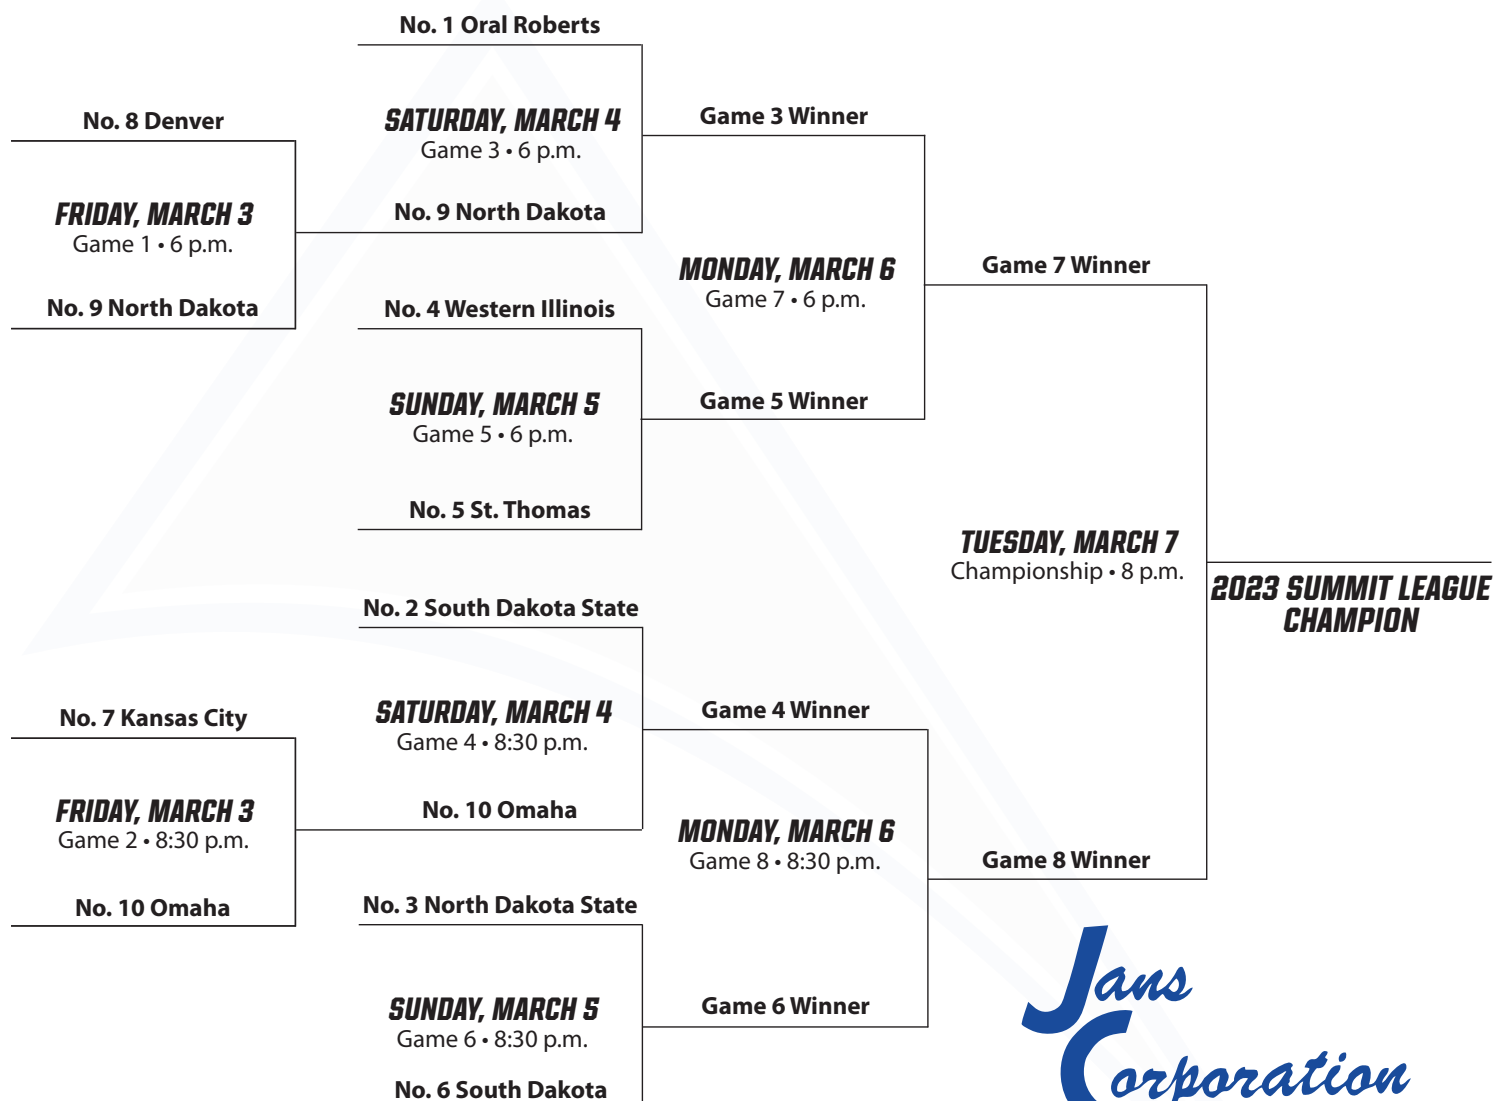 No. 1 Oral Roberts
No. 8 Denver
SATURDAY, MARCH 4
Game 3 • 6 p.m.
Game 3 Winner
FRIDAY, MARCH 3
Game 1 • 6 p.m.
No. 9 North Dakota
No. 9 North Dakota
MONDAY, MARCH 6
Game 7 • 6 p.m.
Game 7 Winner
No. 4 Western Illinois
SUNDAY, MARCH 5
Game 5 • 6 p.m.
Game 5 Winner
No. 5 St. Thomas
TUESDAY, MARCH 7
Championship • 8 p.m.
2023 SUMMIT LEAGUE
CHAMPION
No. 2 South Dakota State
No. 7 Kansas City
SATURDAY, MARCH 4
Game 4 • 8:30 p.m.
Game 4 Winner
FRIDAY, MARCH 3
Game 2 • 8:30 p.m.
No. 10 Omaha
No. 10 Omaha
MONDAY, MARCH 6
Game 8 • 8:30 p.m.
Game 8 Winner
No. 3 North Dakota State
SUNDAY, MARCH 5
Game 6 • 8:30 p.m.
Game 6 Winner
No. 6 South Dakota
Jans
Corporation